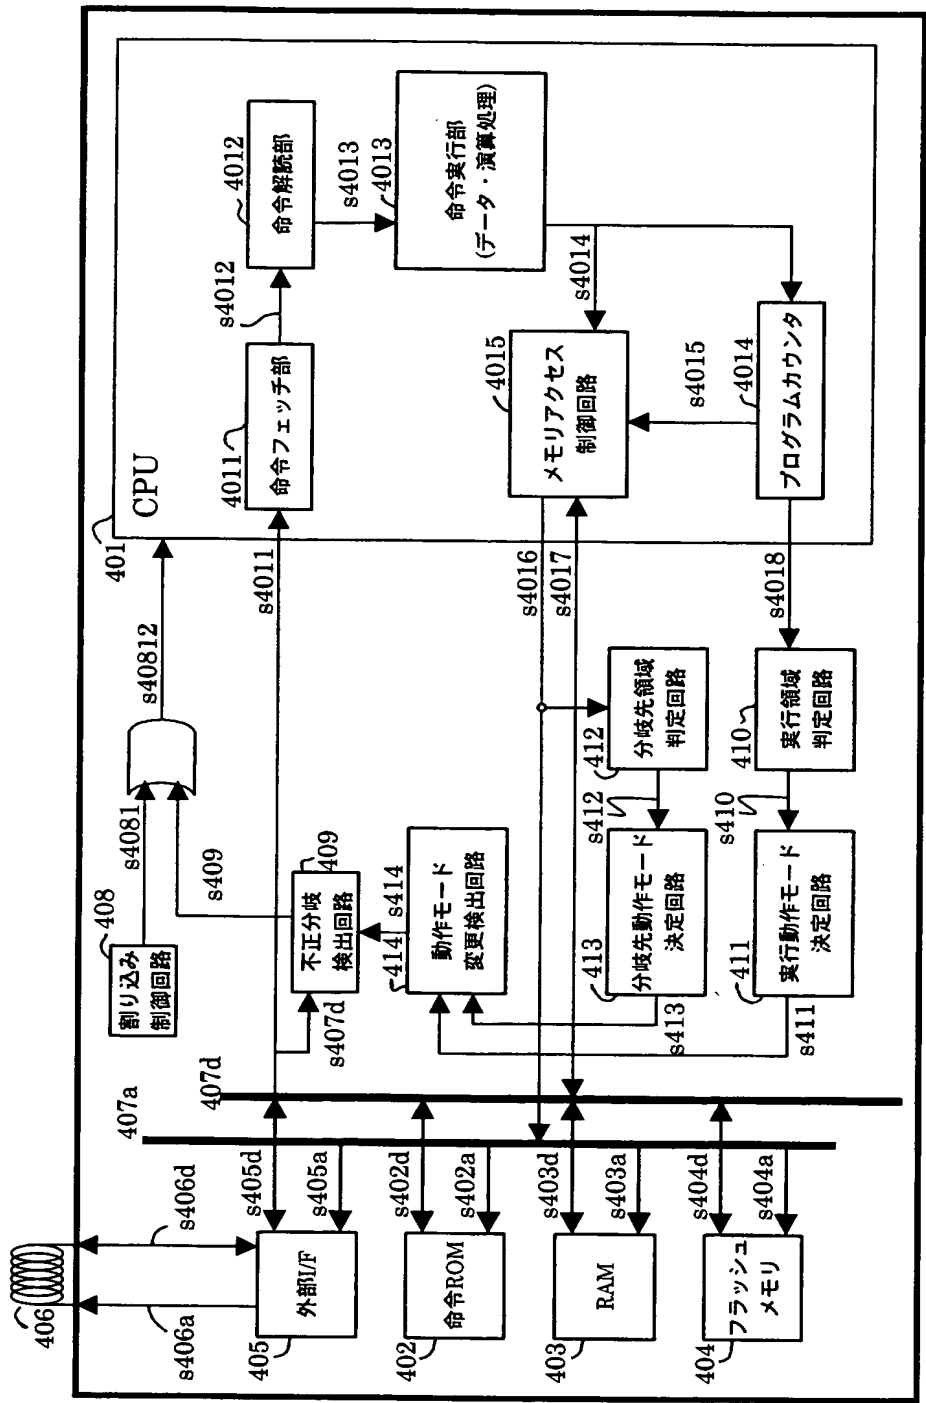 406
s406a
s406d
405
外部I/F
s405d
s405a
402
命令ROM
s402d
s402a
403
RAM
s403d
s403a
404
フラッシュ
メモリ
s404d
s404a
407a
407d
408
割り込み
制御回路
s4081
s409
s40812
s407d
409
不正分岐
検出回路
s414
414
動作モード
変更検出回路
s413
413
分岐先動作モード
決定回路
s412
412
分岐先領域
判定回路
s411
411
実行動作モード
決定回路
s410
410
実行領域
判定回路
401
CPU
s4011
s4016
s4017
s4018
4011
命令フェッチ部
s4012
4012
命令解読部
s4013
4013
命令実行部
(データ・演算処理)
s4014
4015
メモリアクセス
制御回路
s4015
4014
プログラムカウンタ